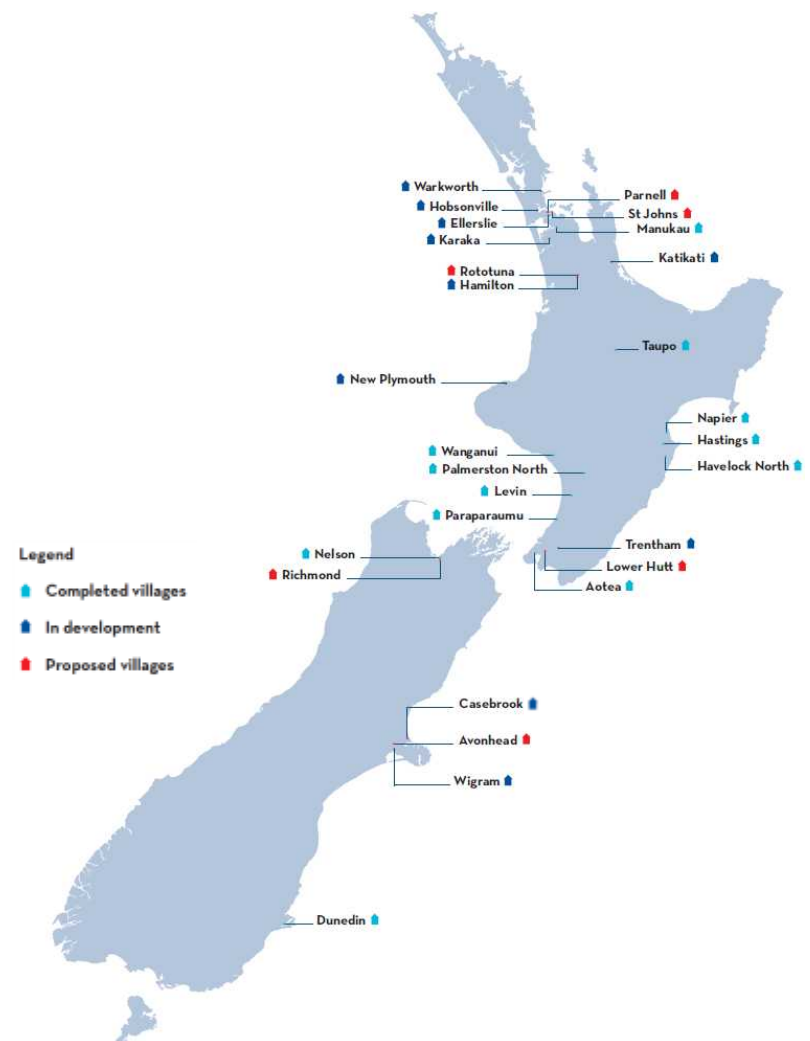 Warkworth
Parnell
Hobsonville
St Johns
Ellerslie
Manukau
Karaka
Katikati
Rototuna
Hamilton
Taupo
New Plymouth
Napier
Hastings
Wanganui
Havelock North
Palmerston North
Levin
Paraparaumu
Trentham
Nelson
Lower Hutt
Richmond
Aotea
Legend
Completed villages
In development
Proposed villages
Casebrook
Avonhead
Wigram
Dunedin